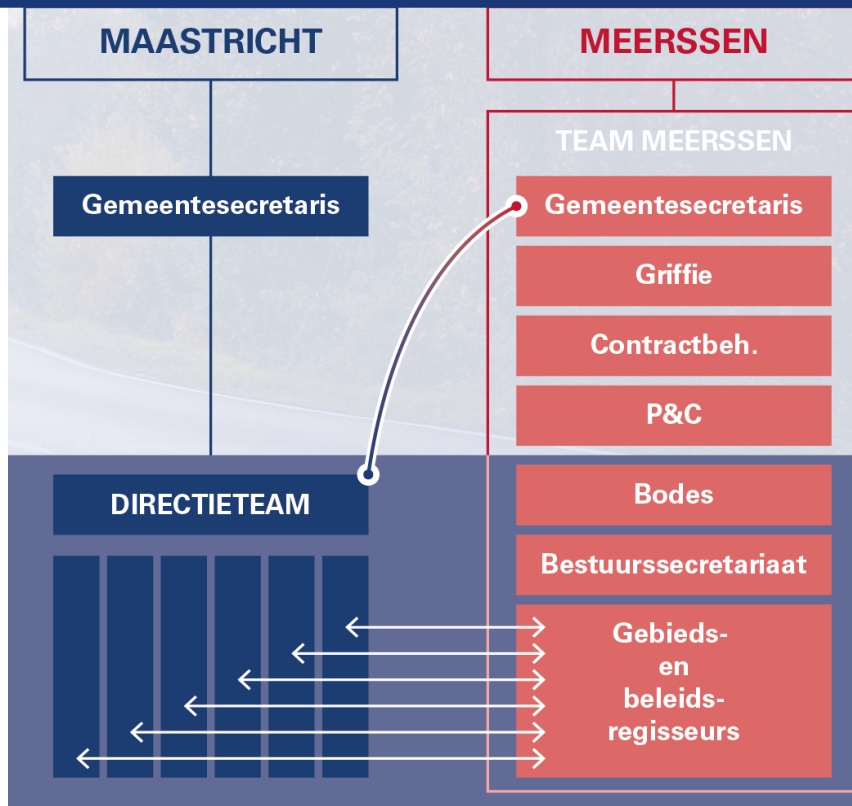 MAASTRICHT
Gemeentesecretaris
DIRECTIETEAM
MEERSSEN
TEAM MEERSSEN
Gemeentesecretaris
Griffie
Contractbeh.
P&C
Bodes
Bestuurssecretariaat
Gebieds-
en
beleids-
regisseurs